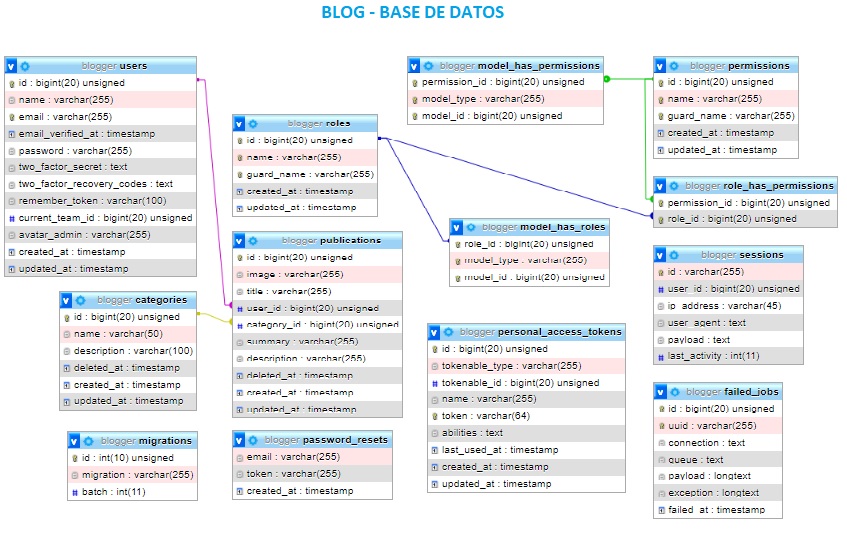 BLOG - BASE DE DATOS
blogger users
id : bigint(20) unsigned
name : varchar(255)
email : varchar(255)
email_verified_at : timestamp
password : varchar(255)
two_factor_secret : text
two_factor_recovery_codes : text
remember_token : varchar(100)
current_team_id : bigint(20) unsigned
avatar_admin : varchar(255)
created_at : timestamp
updated_at : timestamp
blogger categories
id : bigint(20) unsigned
name : varchar(50)
description : varchar(100)
deleted_at : timestamp
created_at : timestamp
updated_at : timestamp
blogger migrations
id : int(10) unsigned
migration : varchar(255)
batch : int(11)
blogger roles
id : bigint(20) unsigned
name : varchar(255)
guard_name : varchar(255)
created_at : timestamp
updated_at : timestamp
blogger publications
id : bigint(20) unsigned
image : varchar(255)
title : varchar(255)
user_id : bigint(20) unsigned
category_id : bigint(20) unsigned
summary : varchar(255)
description : varchar(255)
deleted_at : timestamp
created_at : timestamp
updated_at : timestamp
blogger password_resets
email : varchar(255)
token : varchar(255)
created_at : timestamp
blogger model_has_permissions
permission_id : bigint(20) unsigned
model_type : varchar(255)
model_id : bigint(20) unsigned
blogger model_has_roles
role_id : bigint(20) unsigned
model_type : varchar(255)
model_id : bigint(20) unsigned
blogger personal_access_tokens
id : bigint(20) unsigned
tokenable_type : varchar(255)
tokenable_id : bigint(20) unsigned
name : varchar(255)
token : varchar(64)
abilities : text
last_used_at : timestamp
created_at : timestamp
updated_at : timestamp
blogger permissions
id : bigint(20) unsigned
name : varchar(255)
guard_name : varchar(255)
created_at : timestamp
updated_at : timestamp
blogger role_has_permissions
permission_id : bigint(20) unsigned
role_id : bigint(20) unsigned
blogger sessions
id : varchar(255)
user_id : bigint(20) unsigned
ip_address : varchar(45)
user_agent : text
payload : text
last_activity : int(11)
blogger failed_jobs
id : bigint(20) unsigned
uuid : varchar(255)
connection : text
queue : text
payload : longtext
exception : longtext
failed_at : timestamp